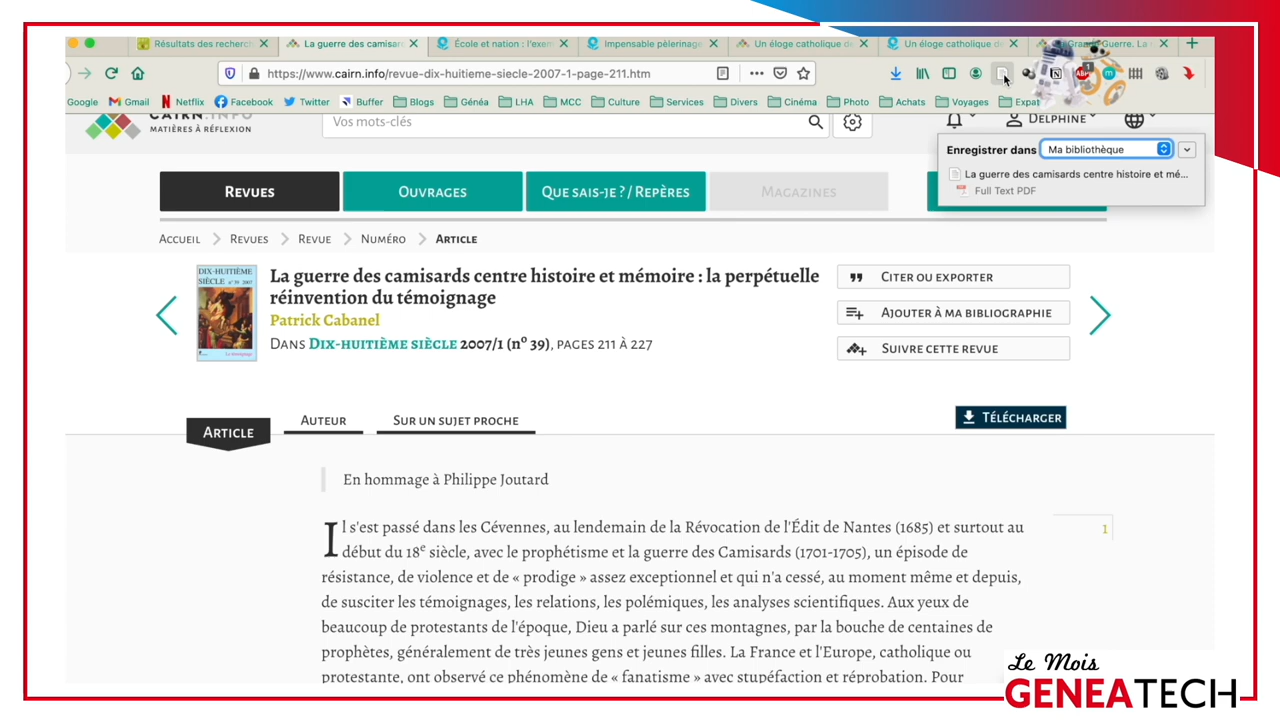 Résultats des recherch
La guerre des camisard
École et nation : l'exem
Impensable pèlerinage
Un éloge catholique de
Un éloge catholique de
Grande Guerre. La
https://www.cairn.info/revue-dix-huitieme-siecle-2007-1-page-211.htm
Google Gmail Netflix Facebook Twitter Buffer Blogs Généa LHA MCC Culture Services Divers Cinéma Photo Achats Voyages Expat
CAIRN.INFO
MATIÈRES À RÉFLEXION
Vos mots-clés
DELPHINE
Enregistrer dans Ma bibliothèque
La guerre des camisards centre histoire et mé...
Full Text PDF
REVUES OUVRAGES QUE SAIS-JE ? / REPÈRES MAGAZINES
ACCUEIL REVUES REVUE NUMÉRO ARTICLE
DIX-HUITIÈME
SIÈCLE n° 39 2007
La guerre des camisards centre histoire et mémoire : la perpétuelle
réinvention du témoignage
Patrick Cabanel
DANS DIX-HUITIÈME SIÈCLE 2007/1 (nº 39), PAGES 211 À 227
CITER OU EXPORTER
AJOUTER À MA BIBLIOGRAPHIE
SUIVRE CETTE REVUE
ARTICLE AUTEUR SUR UN SUJET PROCHE
TÉLÉCHARGER
En hommage à Philippe Joutard
Il s'est passé dans les Cévennes, au lendemain de la Révocation de l'Édit de Nantes (1685) et surtout au
1
début du 18e siècle, avec le prophétisme et la guerre des Camisards (1701-1705), un épisode de
résistance, de violence et de « prodige » assez exceptionnel et qui n'a cessé, au moment même et depuis,
de susciter les témoignages, les relations, les polémiques, les analyses scientifiques. Aux yeux de
beaucoup de protestants de l'époque, Dieu a parlé sur ces montagnes, par la bouche de centaines de
prophètes, généralement de très jeunes gens et jeunes filles. La France et l'Europe, catholique ou
protestante, ont observé ce phénomène de « fanatisme » avec stupéfaction et réprobation. Pour
Le Mois
GENEATECH